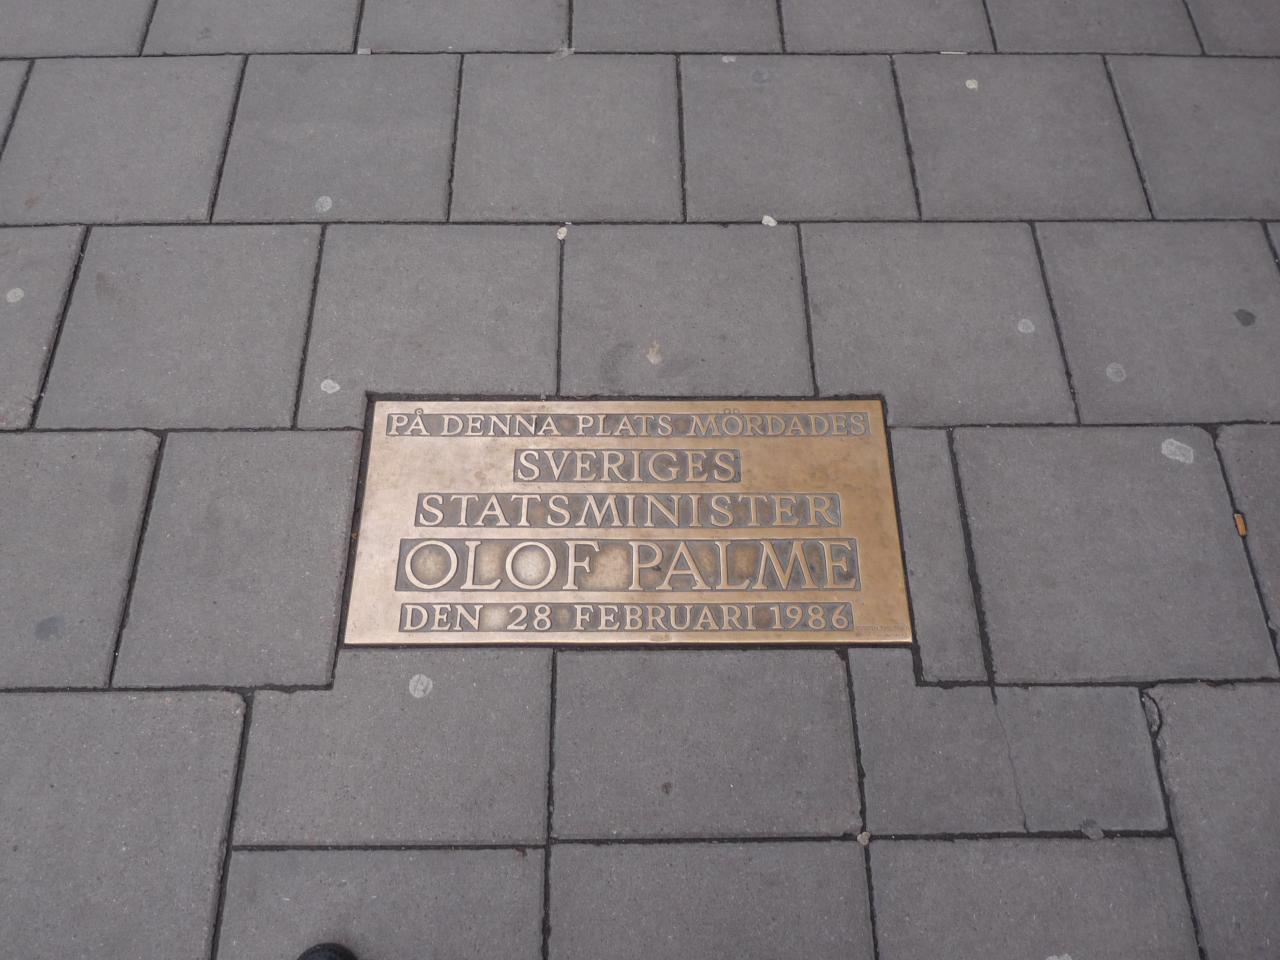 PÅ DENNA PLATS MÖRDADES
SVERIGES
STATSMINISTER
OLOF PALME
DEN 28 FEBRUARI 1986